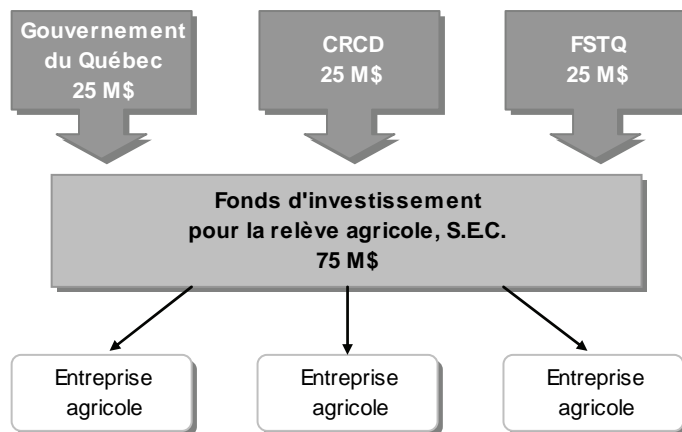 Gouvernement
du Québec
25 M$
CRCD
25 M$
FSTQ
25 M$
Fonds d'investissement
pour la relève agricole, S.E.C.
75 M$
Entreprise
agricole
Entreprise
agricole
Entreprise
agricole